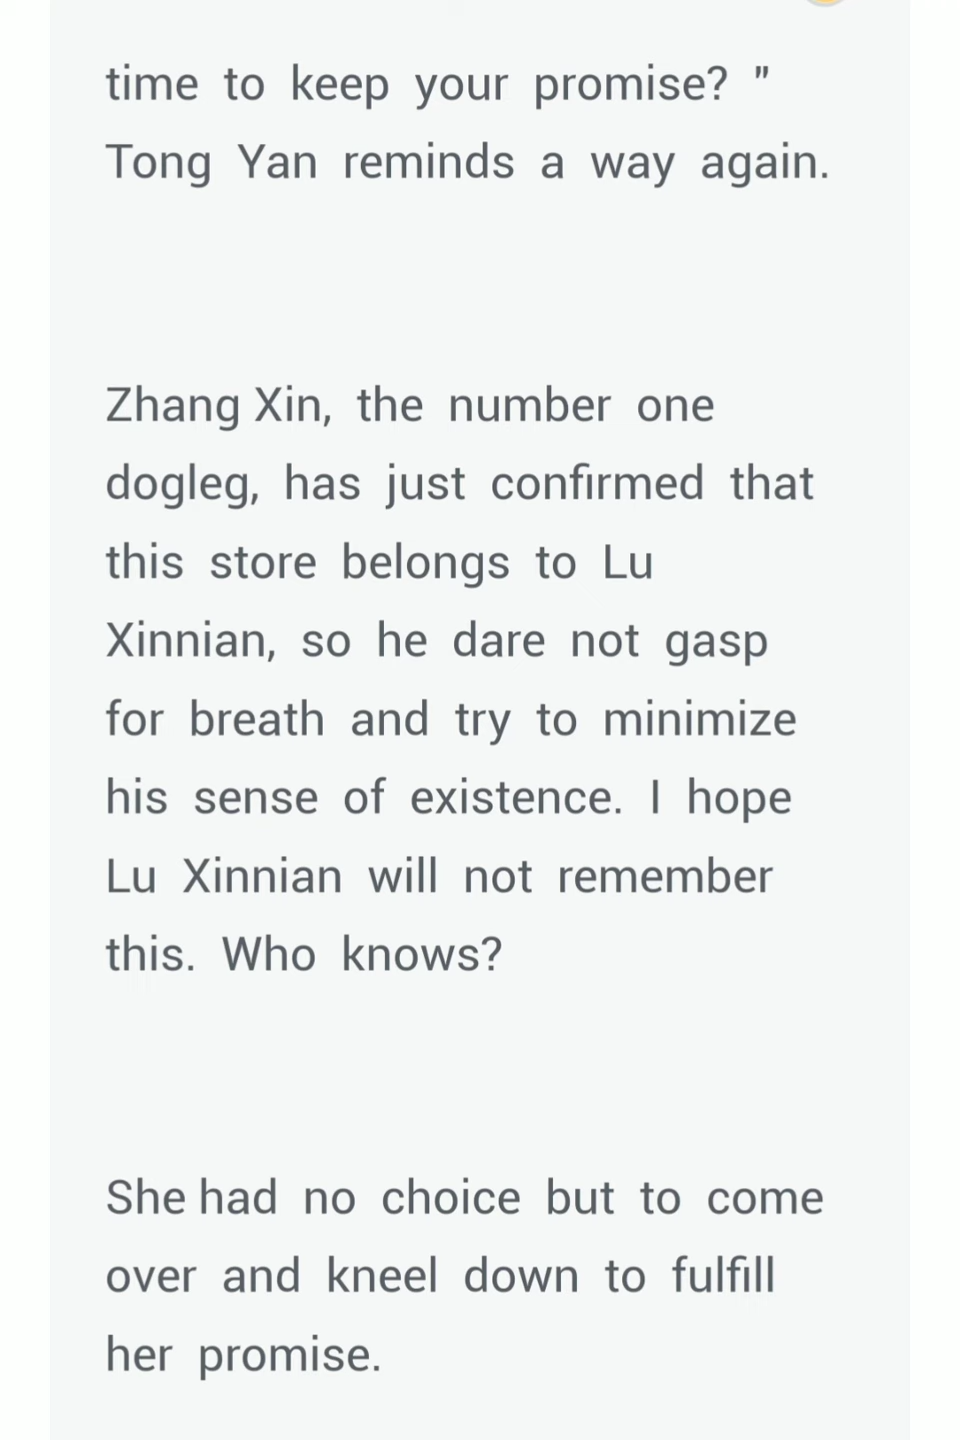 time to keep your promise? "
Tong Yan reminds a way again.
Zhang Xin, the number one
dogleg, has just confirmed that
this store belongs to Lu
Xinnian, so he dare not gasp
for breath and try to minimize
his sense of existence. I hope
Lu Xinnian will not remember
this. Who knows?
She had no choice but to come
over and kneel down to fulfill
her promise.